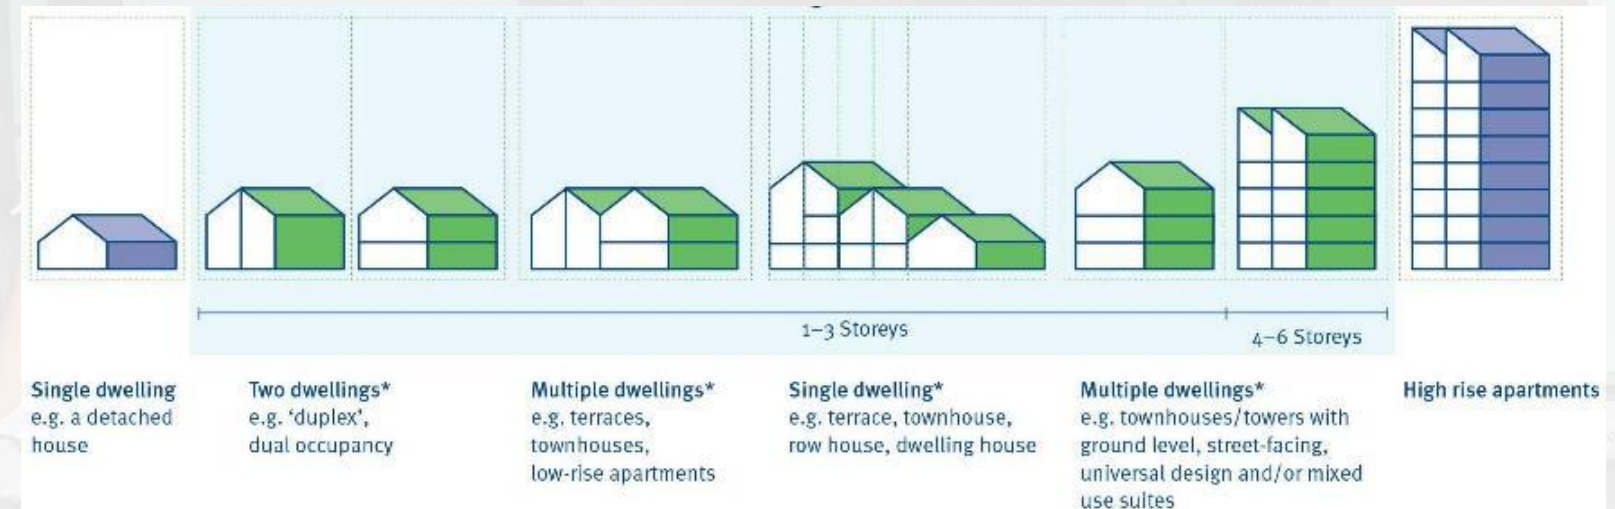 1–3 Storeys
4–6 Storeys
Single dwelling
e.g. a detached
house
Two dwellings*
e.g. ‘duplex’,
dual occupancy
Multiple dwellings*
e.g. terraces,
townhouses,
low-rise apartments
Single dwelling*
e.g. terrace, townhouse,
row house, dwelling house
Multiple dwellings*
e.g. townhouses/towers with
ground level, street-facing,
universal design and/or mixed
use suites
High rise apartments